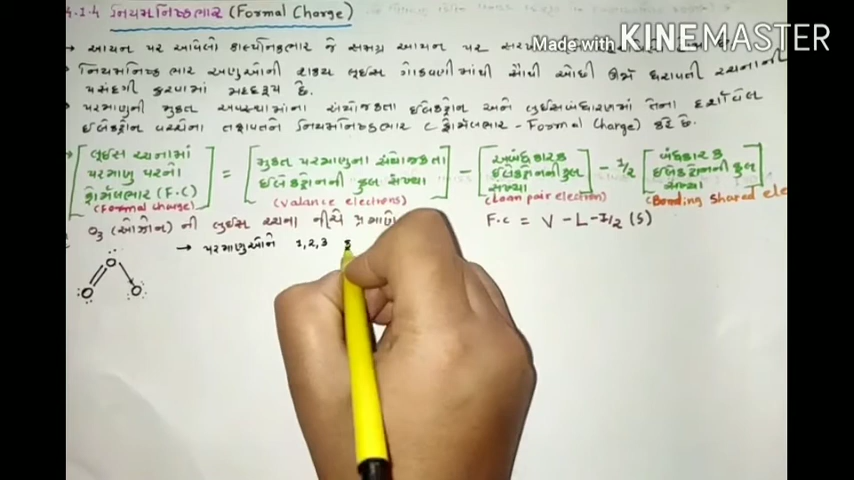 4.1.4 નિયમનિષ્ઠભાર (Formal Charge)
Made with KINEMASTER
→ આયન પર આવેલો કાલ્પનિકભાર જે સમગ્ર આયન પર
→ નિયમનિષ્ઠ ભાર અણુઓની શક્ય લૂઇસ ગોઠવણીમાંથી સૌથી ઓછી ઊર્જા ધરાવતી રચનાની
પસંદગી કરવામાં મદદરૂપ છે.
→ પરમાણુની મુક્ત અવસ્થામાંના સંયોજકતા ઇલેક્ટ્રોન અને લુઇસબંધારણમાં તેના દર્શાવેલ
ઇલેક્ટ્રોન વચ્ચેના તફાવતને નિયમનિષ્ઠભાર (ફોર્મલભાર - Formal Charge) કહે છે.
[લૂઇસ રચનામાં પરમાણુ પરનો ફોર્મલભાર (F.C)] = [મુક્ત પરમાણુના સંયોજકતા ઇલેક્ટ્રોનની કુલ સંખ્યા] - [અબંધકારક ઇલેક્ટ્રોનની કુલ સંખ્યા] - 1/2 [બંધકારક ઇલેક્ટ્રોનની કુલ સંખ્યા]
(Formal charge) (Valance elections) (Loan pair election) (Bonding shared ele
O3 (ઓઝોન) ની લુઇસ રચના નીચે પ્રમાણે
F.C = V - L - 1/2 (S)
→ પરમાણુઓને 1,2,3
O
O O